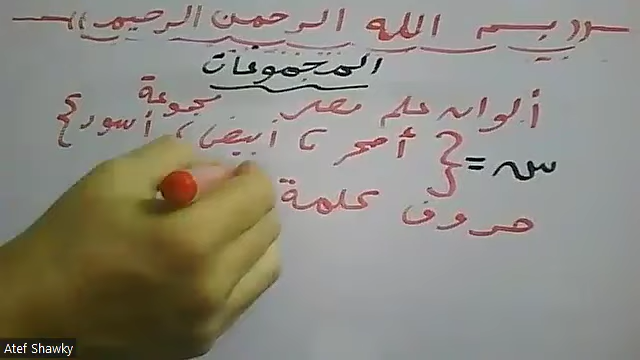 ((بسم الله الرحمن الرحيم))
المجموعات
ألوان علم مصر مجموعة
س = { أحمر ، أبيض ، أسود }
حروف كلمة
Atef Shawky